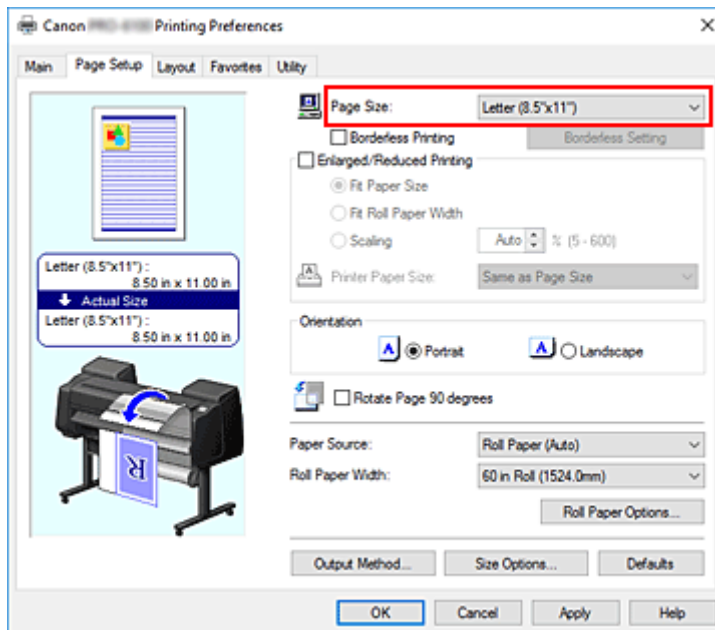 Canon Printing Preferences
Main Page Setup Layout Favorites Utility
Page Size: Letter (8.5"x11")
Borderless Printing Borderless Setting
Enlarged/Reduced Printing
Fit Paper Size
Fit Roll Paper Width
Scaling Auto % (5 - 600)
Printer Paper Size: Same as Page Size
Letter (8.5"x11") :
8.50 in x 11.00 in
Actual Size
Letter (8.5"x11") :
8.50 in x 11.00 in
Orientation
A Portrait A Landscape
Rotate Page 90 degrees
Paper Source: Roll Paper (Auto)
Roll Paper Width: 60 in Roll (1524.0mm)
Roll Paper Options...
R
Output Method... Size Options... Defaults
OK Cancel Apply Help